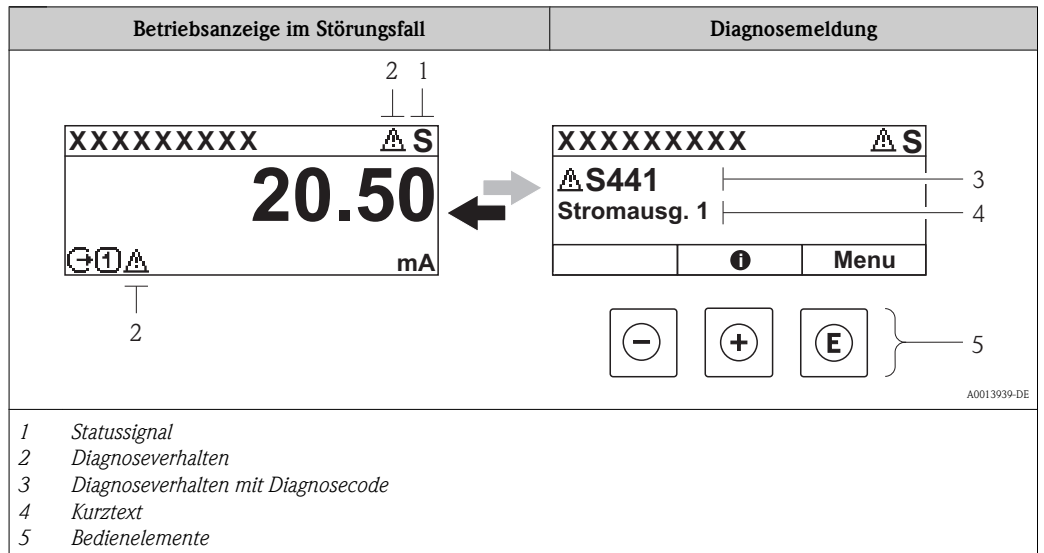 Betriebsanzeige im Störungsfall
Diagnosemeldung
2 1
XXXXXXXXX S
20.50
1
mA
2
XXXXXXXXX S
S441
3
Stromausg. 1
4
i Menu
- + E
5
A0013939-DE
1 Statussignal
2 Diagnoseverhalten
3 Diagnoseverhalten mit Diagnosecode
4 Kurztext
5 Bedienelemente